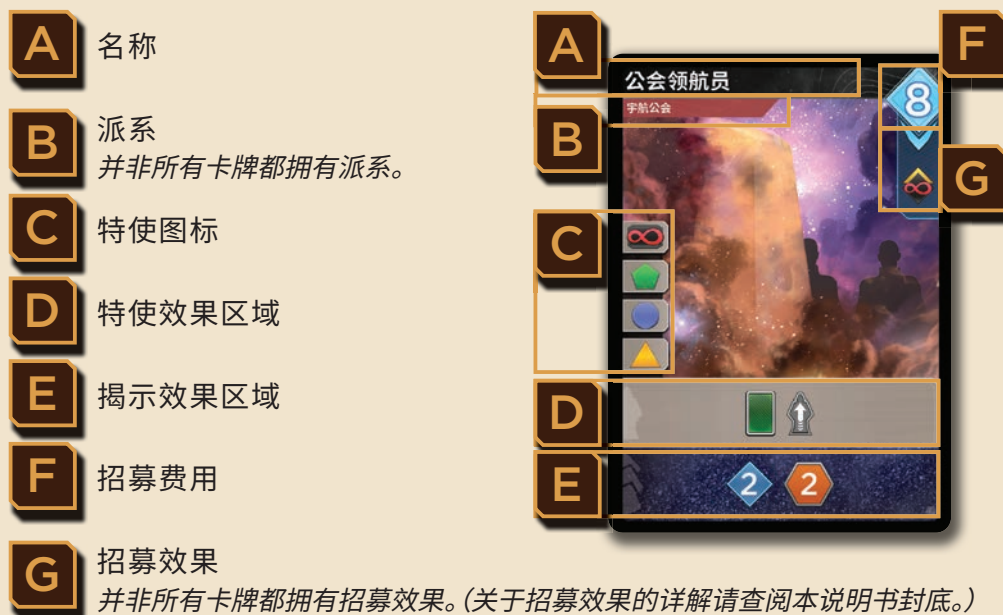 A 名称
B 派系
并非所有卡牌都拥有派系。
C 特使图标
D 特使效果区域
E 揭示效果区域
F 招募费用
G 招募效果
并非所有卡牌都拥有招募效果。(关于招募效果的详解请查阅本说明书封底。)
A
F
公会领航员
8
宇航公会
B
G
C
D
E
2 2